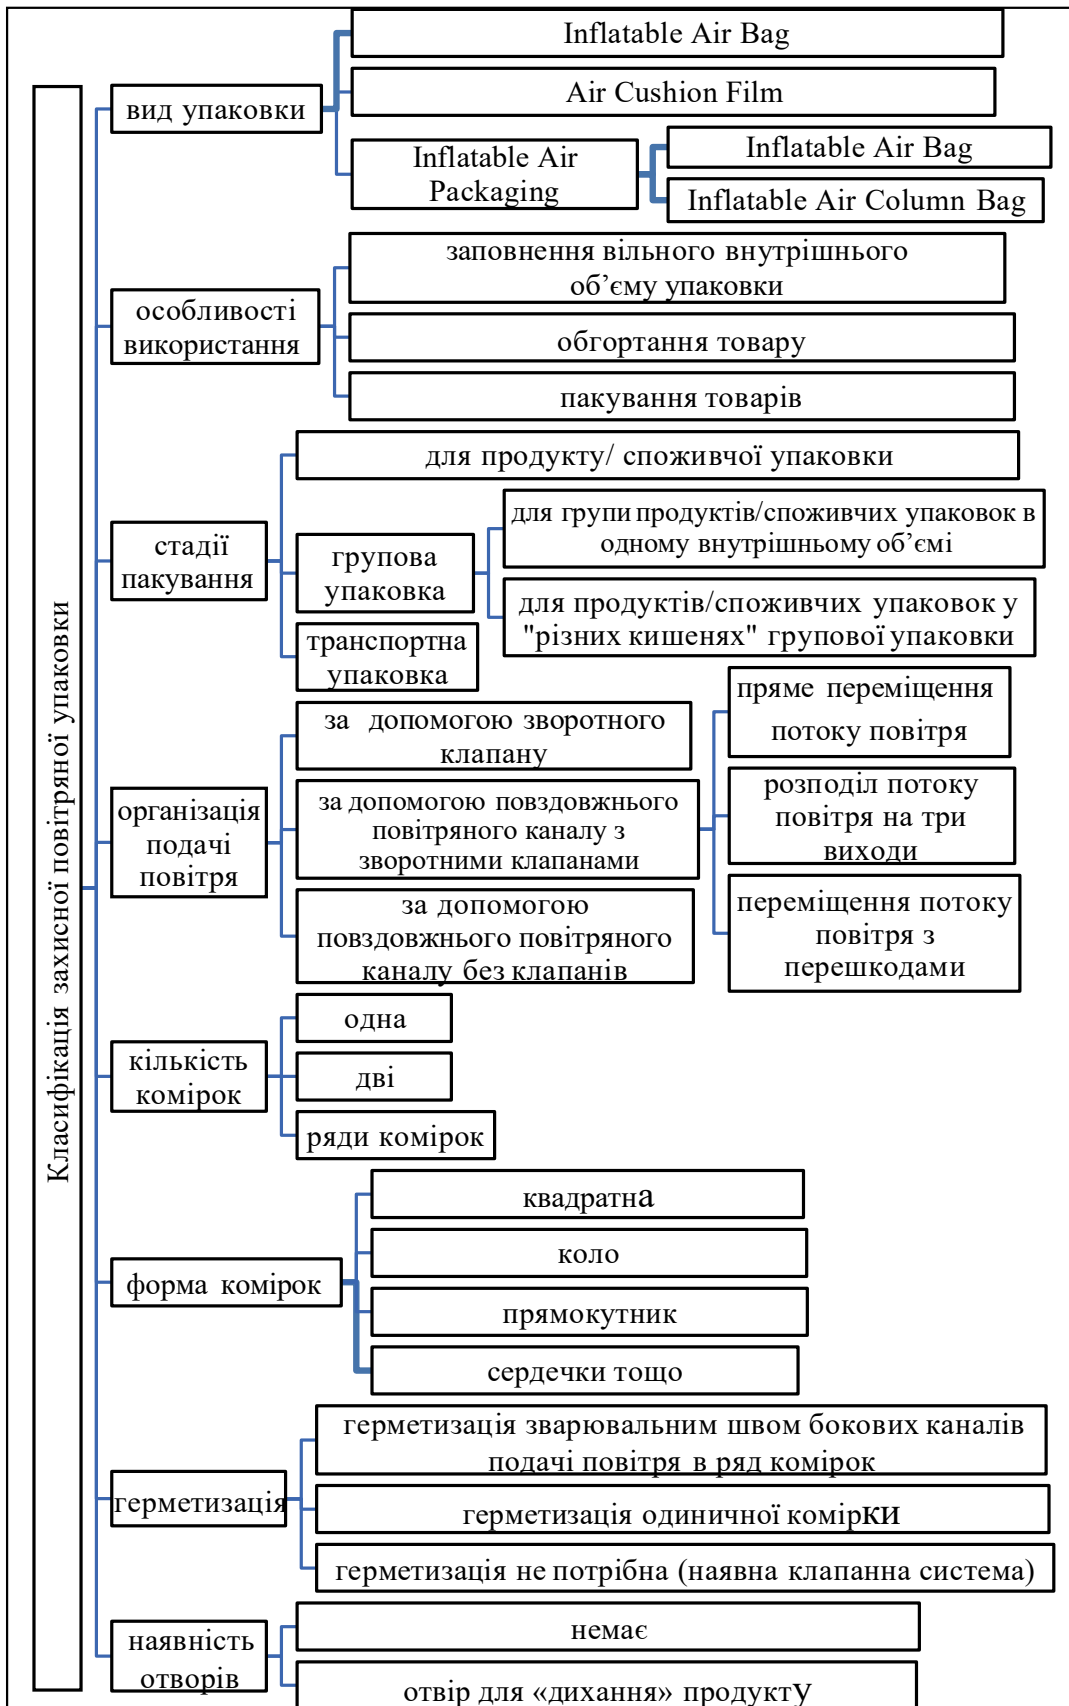 Класифікація захисної повітряної упаковки
вид упаковки
Inflatable Air Bag
Air Cushion Film
Inflatable Air
Packaging
Inflatable Air Bag
Inflatable Air Column Bag
особливості
використання
заповнення вільного внутрішнього
об’єму упаковки
обгортання товару
пакування товарів
стадії
пакування
для продукту/ споживчої упаковки
групова
упаковка
для групи продуктів/споживчих упаковок в
одному внутрішньому об’ємі
для продуктів/споживчих упаковок у
"різних кишенях" групової упаковки
транспортна
упаковка
організація
подачі
повітря
за допомогою зворотного
клапану
за допомогою повздовжнього
повітряного каналу з
зворотними клапанами
пряме переміщення
потоку повітря
розподіл потоку
повітря на три
виходи
переміщення потоку
повітря з
перешкодами
за допомогою
повздовжнього повітряного
каналу без клапанів
кількість
комірок
одна
дві
ряди комірок
форма комірок
квадратна
коло
прямокутник
сердечки тощо
герметизація
герметизація зварювальним швом бокових каналів
подачі повітря в ряд комірок
герметизація одиничної комірки
герметизація не потрібна (наявна клапанна система)
наявність
отворів
немає
отвір для «дихання» продукту